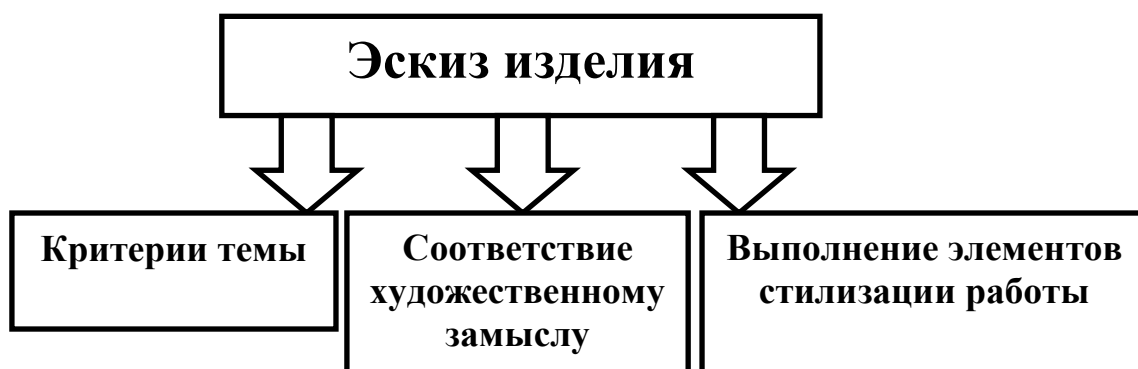 Эскиз изделия
Критерии темы
Соответствие
художественному
замыслу
Выполнение элементов
стилизации работы